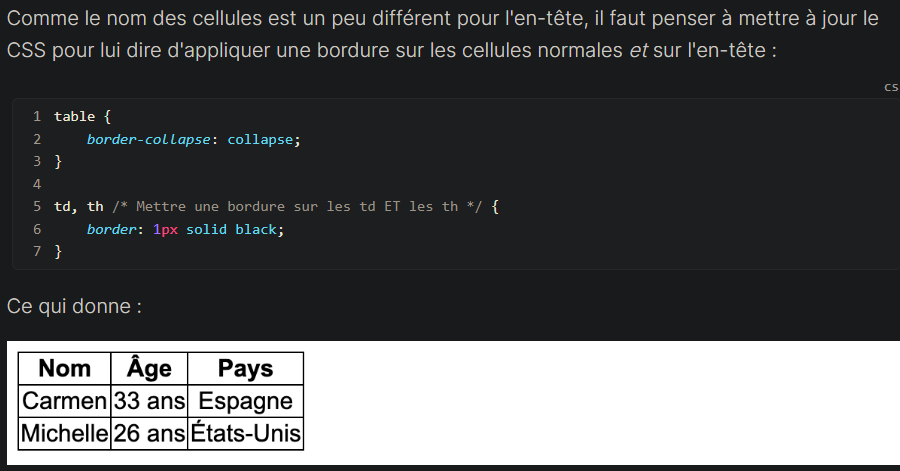 Comme le nom des cellules est un peu différent pour l'en-tête, il faut penser à mettre à jour le
CSS pour lui dire d'appliquer une bordure sur les cellules normales et sur l'en-tête :
cs
1 table {
2     border-collapse: collapse;
3 }
4
5 td, th /* Mettre une bordure sur les td ET les th */ {
6     border: 1px solid black;
7 }
Ce qui donne :
Nom Âge Pays
Carmen 33 ans Espagne
Michelle 26 ans États-Unis